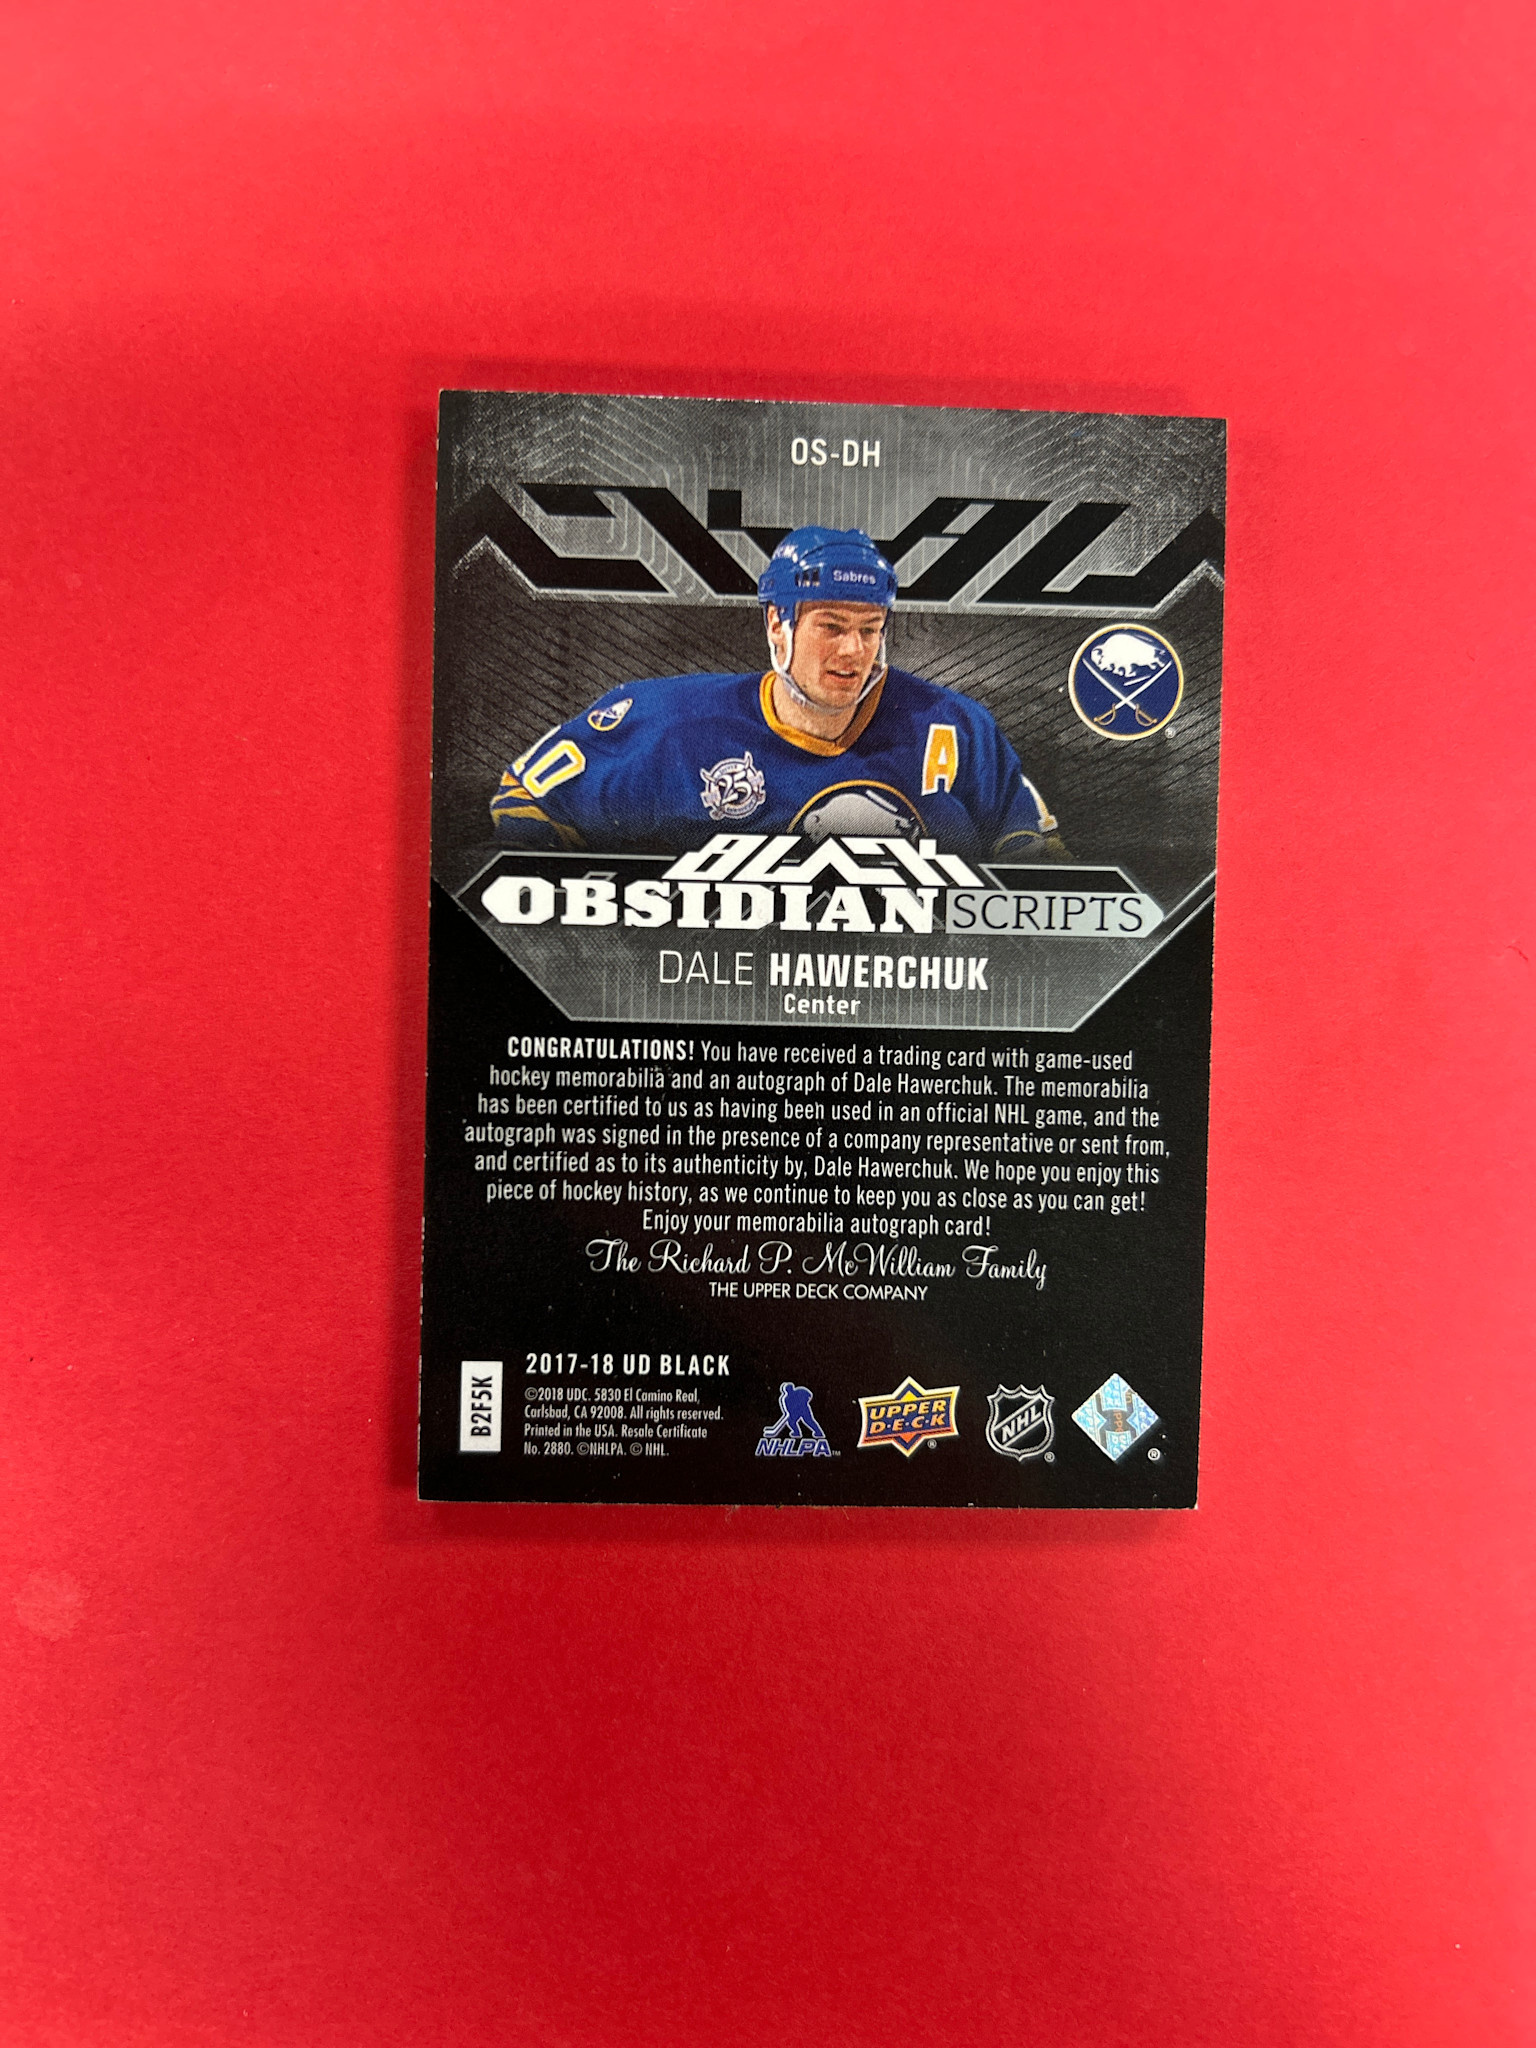 OS-DH
Sabres
10
25
A
1
BLACK
OBSIDIAN SCRIPTS
DALE HAWERCHUK
Center
CONGRATULATIONS! You have received a trading card with game-used
hockey memorabilia and an autograph of Dale Hawerchuk. The memorabilia
has been certified to us as having been used in an official NHL game, and the
autograph was signed in the presence of a company representative or sent from,
and certified as to its authenticity by, Dale Hawerchuk. We hope you enjoy this
piece of hockey history, as we continue to keep you as close as you can get!
Enjoy your memorabilia autograph card!
The Richard P. McWilliam Family
THE UPPER DECK COMPANY
B2F5K
2017-18 UD BLACK
©2018 UDC. 5830 El Camino Real,
Carlsbad, CA 92008. All rights reserved.
Printed in the USA. Resale Certificate
No. 2880. ©NHLPA. © NHL.
NHLPA™
UPPER
D·E·C·K®
NHL®
®